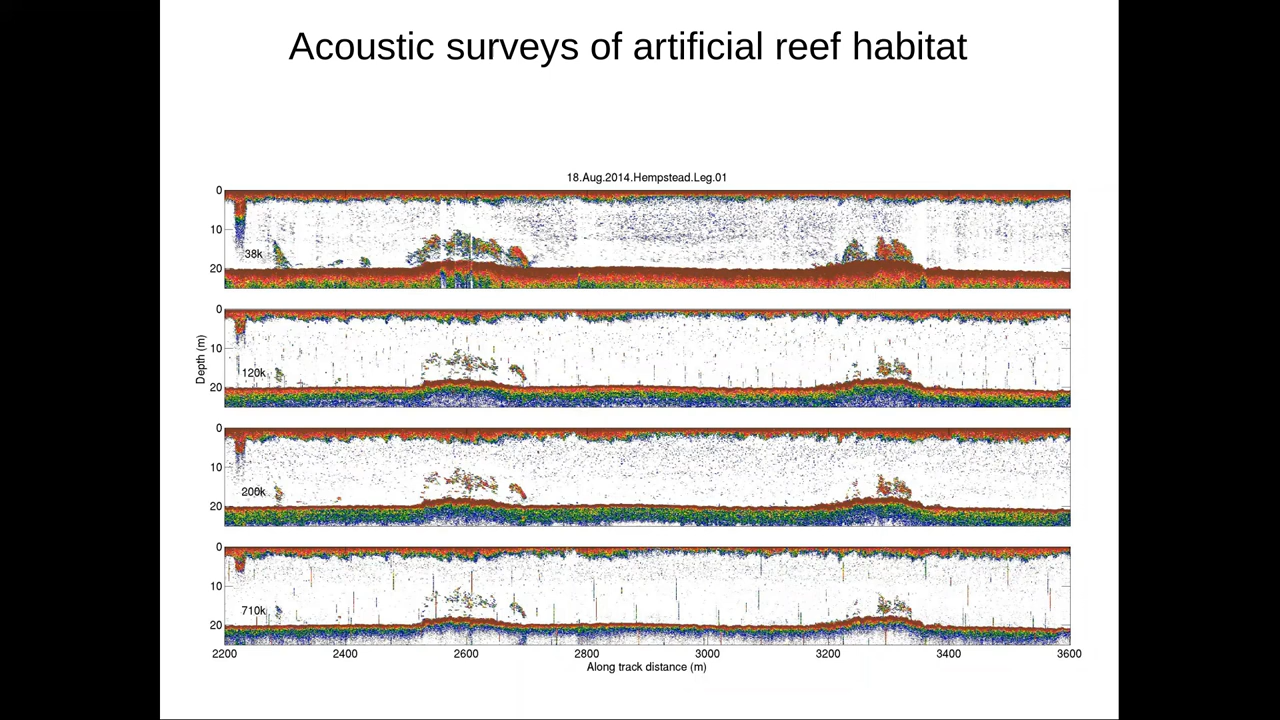 Acoustic surveys of artificial reef habitat
18.Aug.2014.Hempstead.Leg.01
0
10
38k
20
0
Depth (m)
10
120k
20
0
10
200k
20
0
10
710k
20
2200 2400 2600 2800 3000 3200 3400 3600
Along track distance (m)